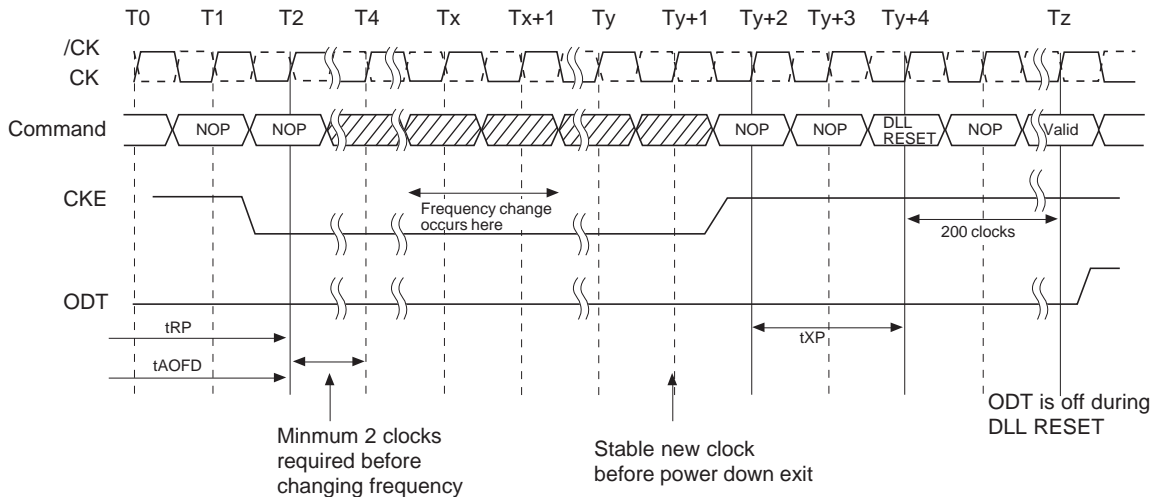 T0 T1 T2 T4 Tx Tx+1 Ty Ty+1 Ty+2 Ty+3 Ty+4 Tz
/CK
CK
Command NOP NOP NOP NOP DLL RESET NOP Valid
CKE
Frequency change
occurs here
200 clocks
ODT
tRP
tXP
tAOFD
Minmum 2 clocks
required before
changing frequency
Stable new clock
before power down exit
ODT is off during
DLL RESET